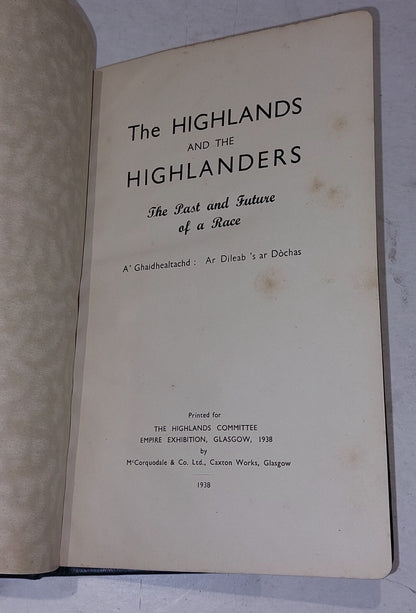 The HIGHLANDS
AND THE
HIGHLANDERS
The Past and Future
of a Race
A' Ghaidhealtachd : Ar Dileab 's ar Dòchas
Printed for
THE HIGHLANDS COMMITTEE
EMPIRE EXHIBITION, GLASGOW, 1938
by
McCorquodale & Co. Ltd., Caxton Works, Glasgow
1938